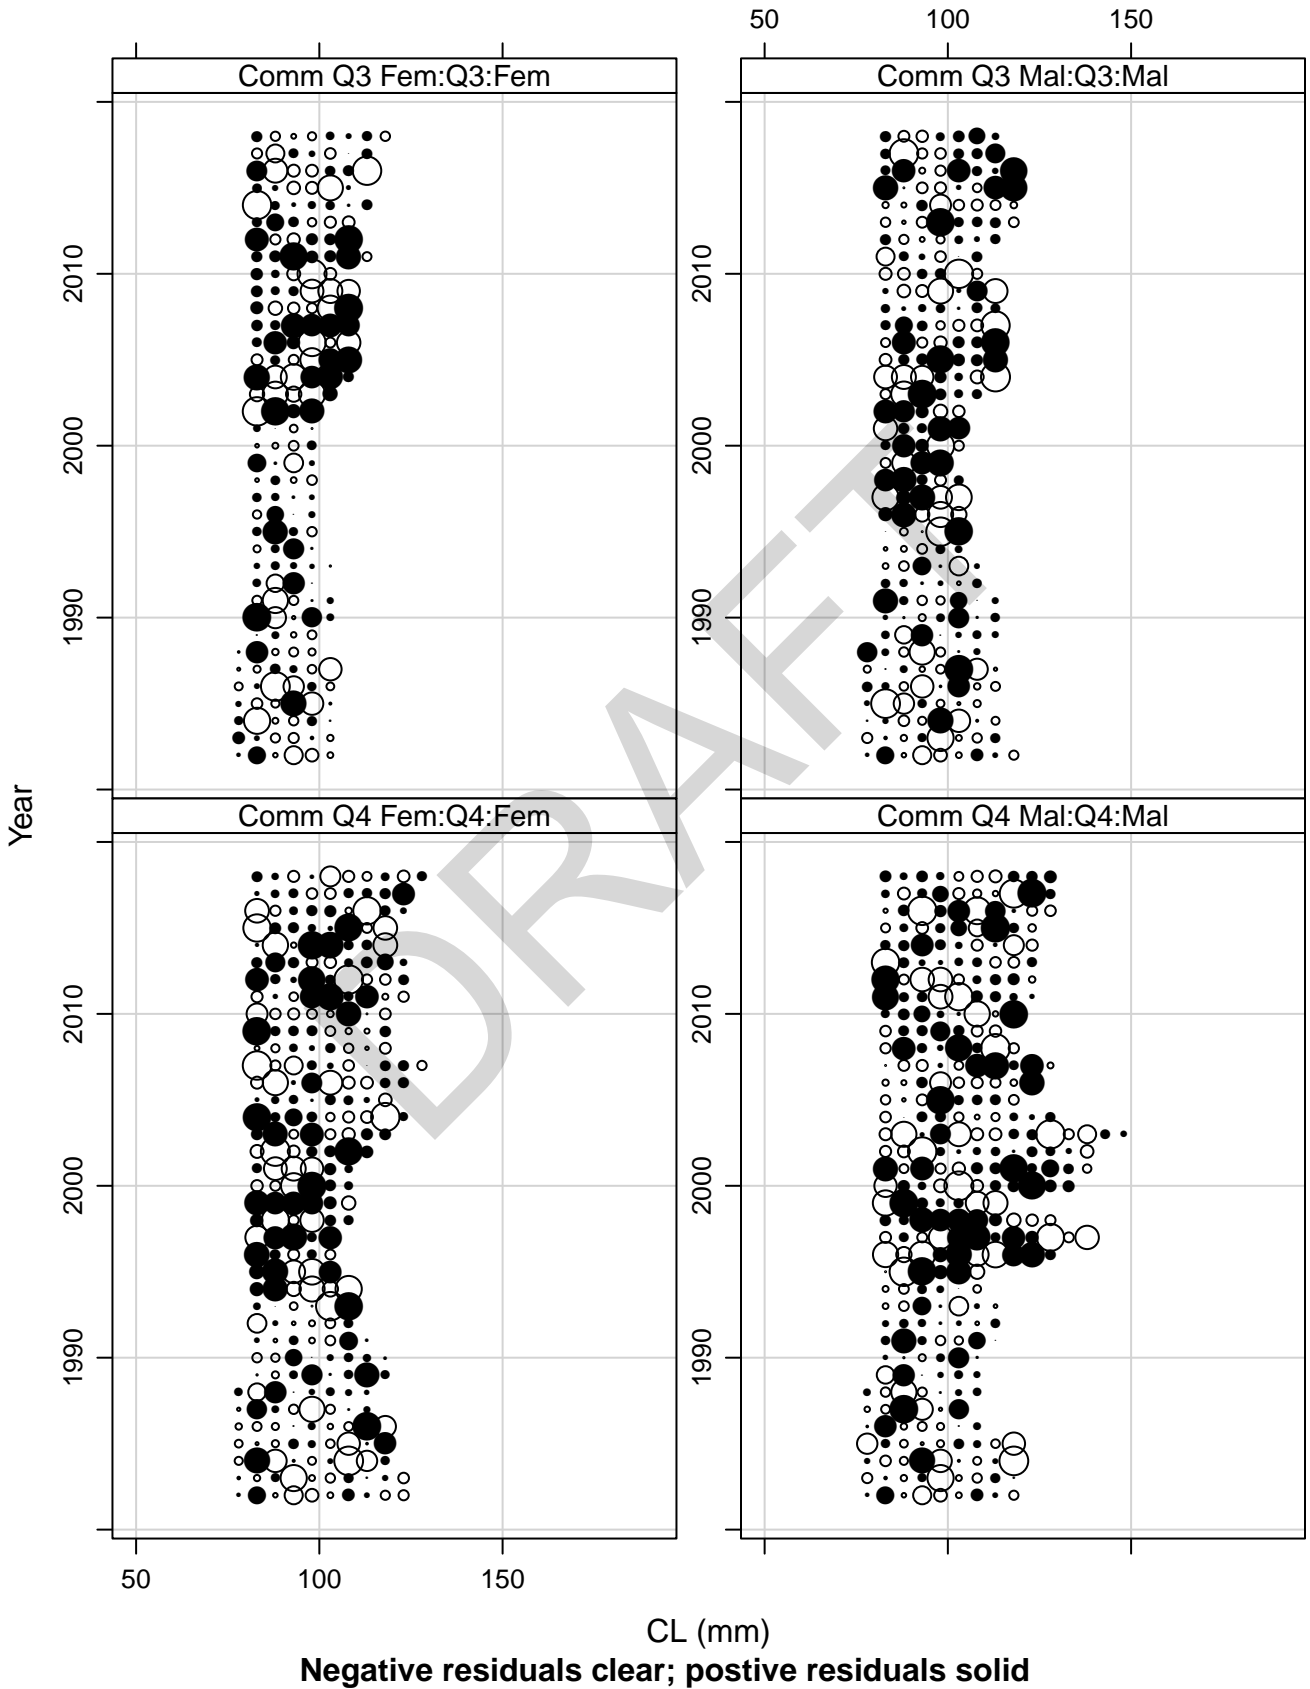 50 100 150
Comm Q3 Fem:Q3:Fem
Comm Q3 Mal:Q3:Mal
2010
2000
1990
2010
2000
1990
Comm Q4 Fem:Q4:Fem
Comm Q4 Mal:Q4:Mal
2010
2000
1990
2010
2000
1990
Year
DRAFT
50 100 150
50 100 150
CL (mm)
Negative residuals clear; postive residuals solid